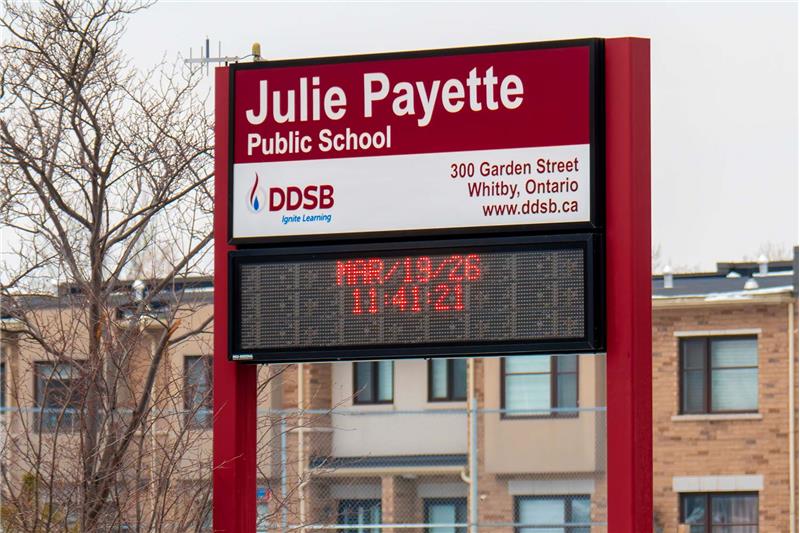 Julie Payette
Public School
DDSB
Ignite Learning
300 Garden Street
Whitby, Ontario
www.ddsb.ca
MAR/19/26
11:41:21